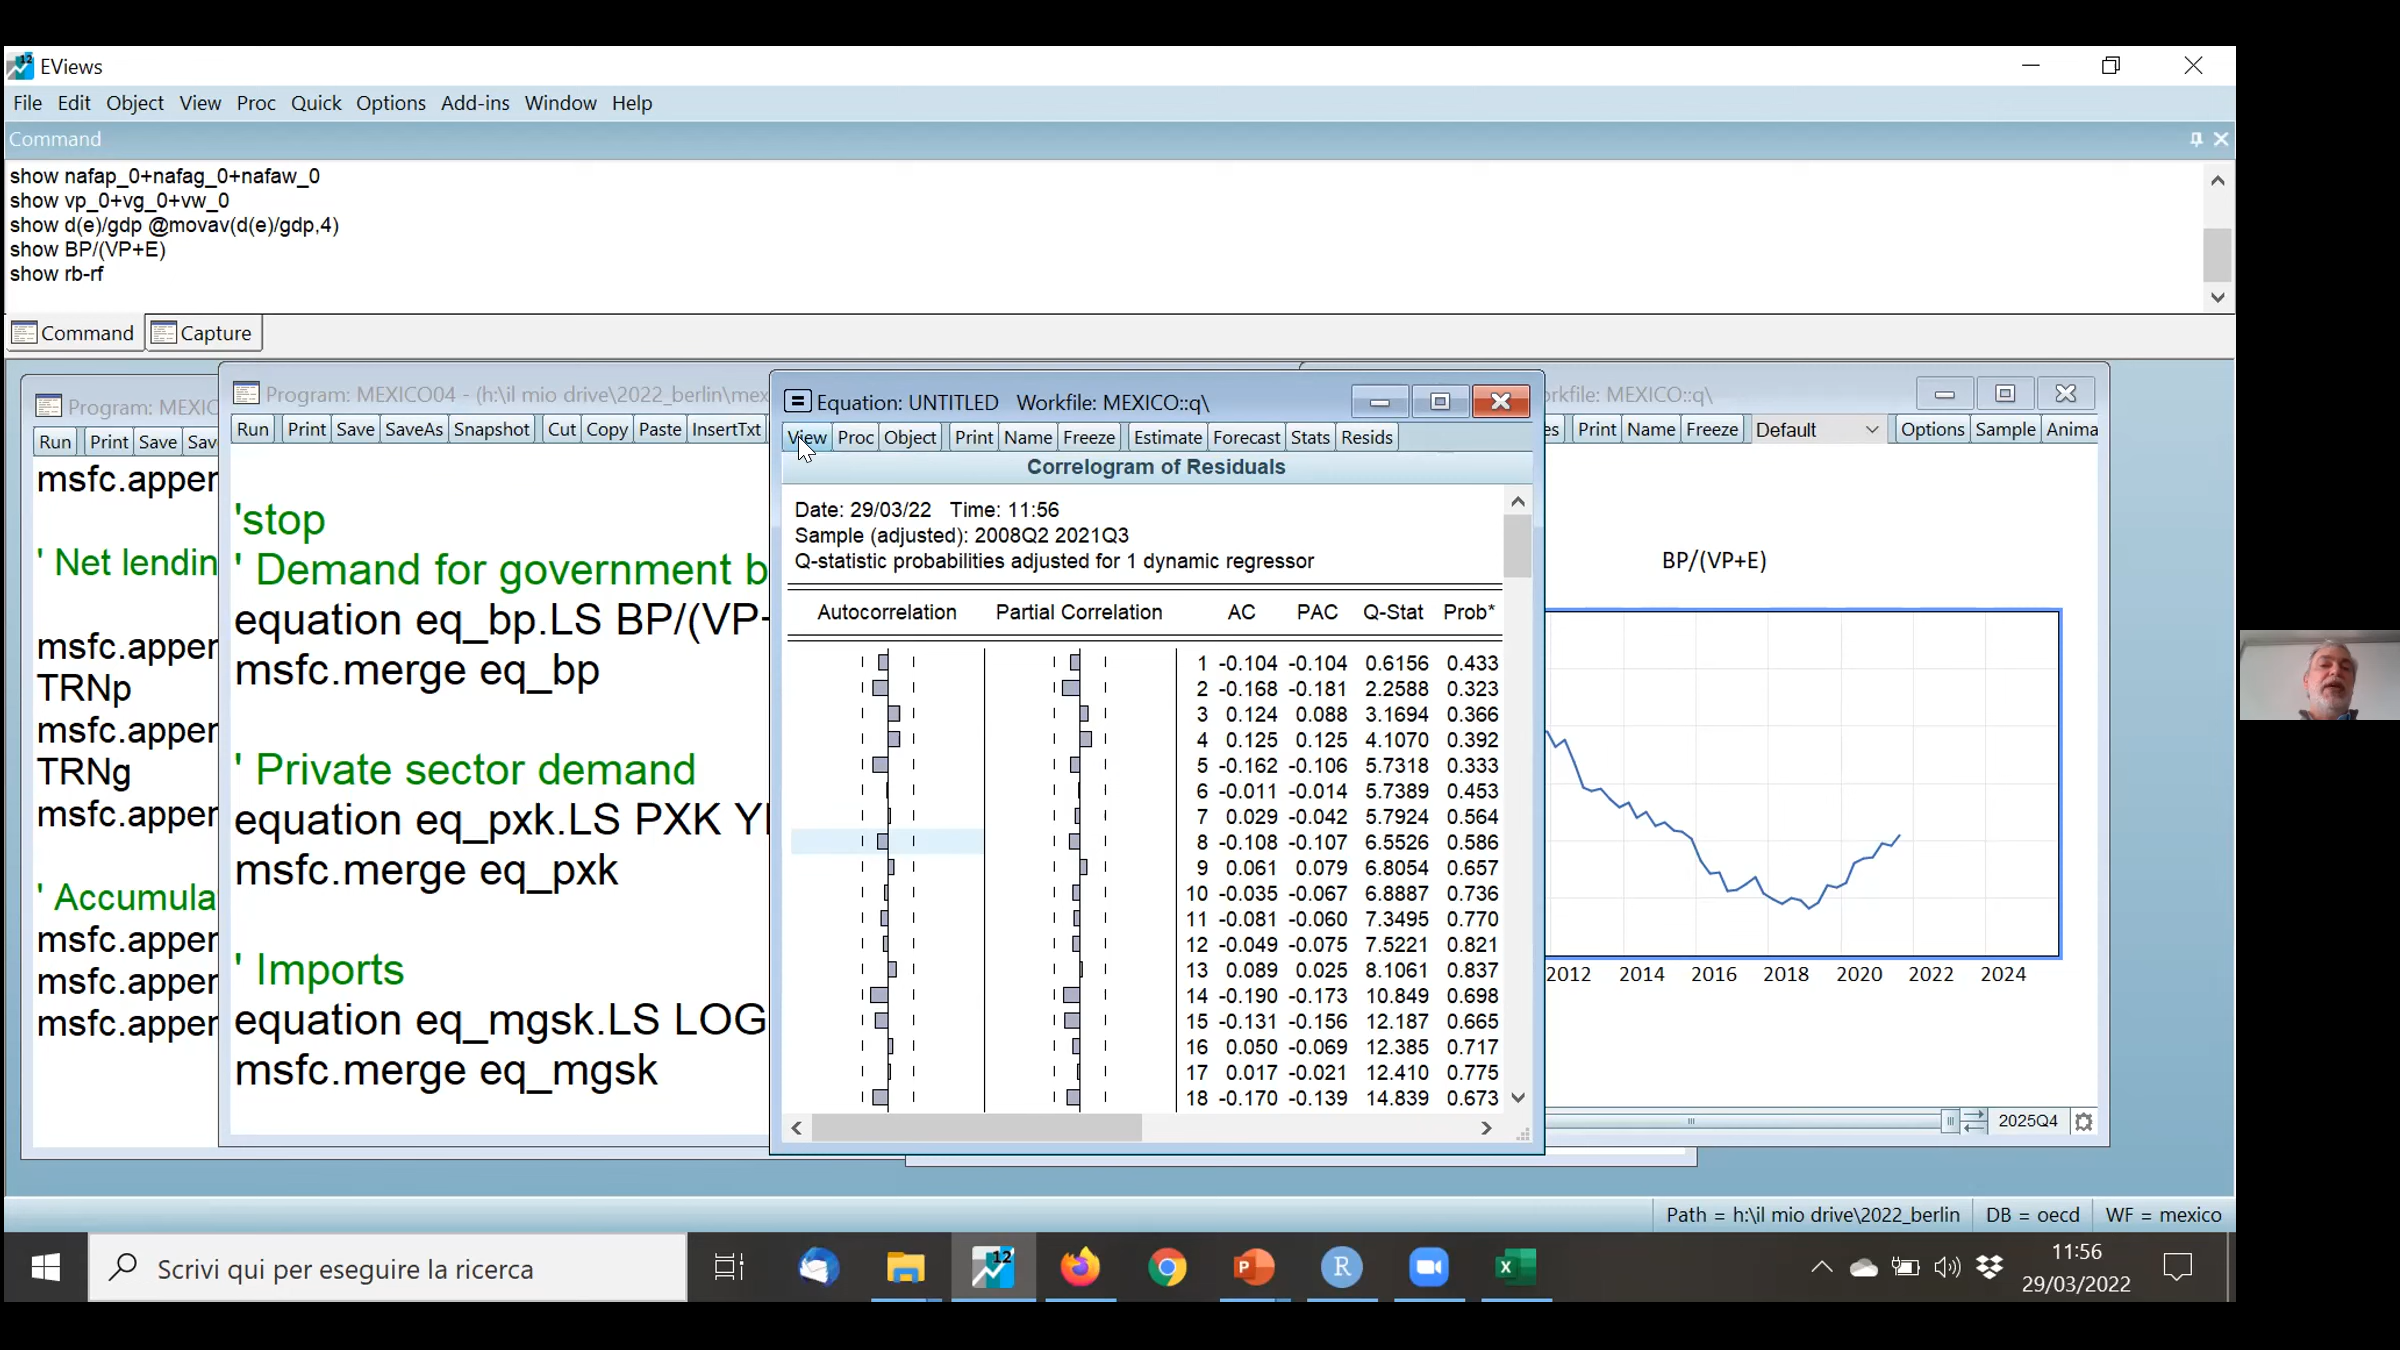 EViews
File Edit Object View Proc Quick Options Add-ins Window Help
Command
show nafap_0+nafag_0+nafaw_0
show vp_0+vg_0+vw_0
show d(e)/gdp @movav(d(e)/gdp,4)
show BP/(VP+E)
show rb-rf
Command Capture
Program: MEXIC
Run Print Save Sav
msfc.apper
' Net lendin
msfc.apper
TRNp
msfc.apper
TRNg
msfc.apper
' Accumula
msfc.apper
msfc.apper
msfc.apper
Program: MEXICO04 - (h:\il mio drive\2022_berlin\mex
Run Print Save SaveAs Snapshot Cut Copy Paste InsertTxt
'stop
' Demand for government b
equation eq_bp.LS BP/(VP-
msfc.merge eq_bp
' Private sector demand
equation eq_pxk.LS PXK YI
msfc.merge eq_pxk
' Imports
equation eq_mgsk.LS LOG
msfc.merge eq_mgsk
Equation: UNTITLED Workfile: MEXICO::q\
View Proc Object Print Name Freeze Estimate Forecast Stats Resids
Correlogram of Residuals
Date: 29/03/22 Time: 11:56
Sample (adjusted): 2008Q2 2021Q3
Q-statistic probabilities adjusted for 1 dynamic regressor
Autocorrelation Partial Correlation AC PAC Q-Stat Prob*
1 -0.104 -0.104 0.6156 0.433
2 -0.168 -0.181 2.2588 0.323
3 0.124 0.088 3.1694 0.366
4 0.125 0.125 4.1070 0.392
5 -0.162 -0.106 5.7318 0.333
6 -0.011 -0.014 5.7389 0.453
7 0.029 -0.042 5.7924 0.564
8 -0.108 -0.107 6.5526 0.586
9 0.061 0.079 6.8054 0.657
10 -0.035 -0.067 6.8887 0.736
11 -0.081 -0.060 7.3495 0.770
12 -0.049 -0.075 7.5221 0.821
13 0.089 0.025 8.1061 0.837
14 -0.190 -0.173 10.849 0.698
15 -0.131 -0.156 12.187 0.665
16 0.050 -0.069 12.385 0.717
17 0.017 -0.021 12.410 0.775
18 -0.170 -0.139 14.839 0.673
rkfile: MEXICO::q\
es Print Name Freeze Default Options Sample Anima
BP/(VP+E)
2012 2014 2016 2018 2020 2022 2024
2025Q4
Path = h:\il mio drive\2022_berlin DB = oecd WF = mexico
Scrivi qui per eseguire la ricerca
12
P
R
X
11:56
29/03/2022